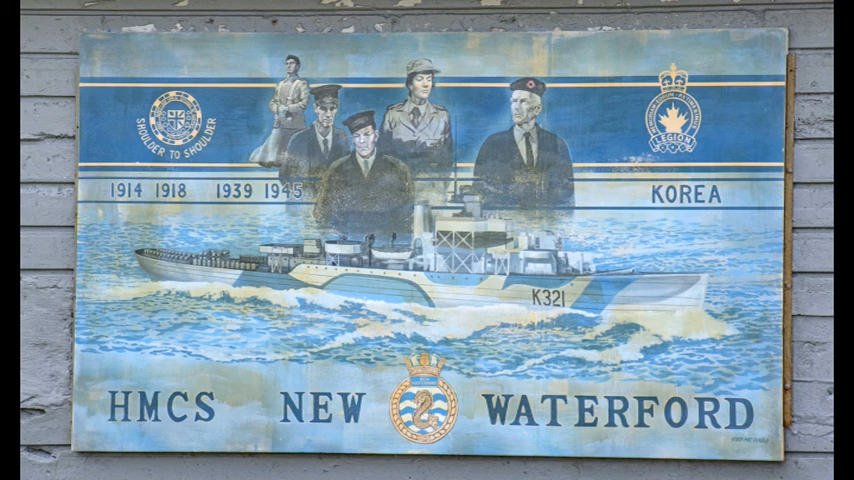 SHOULDER TO SHOULDER
LEGION
1914 1918 1939 1945
KOREA
K321
HMCS NEW WATERFORD